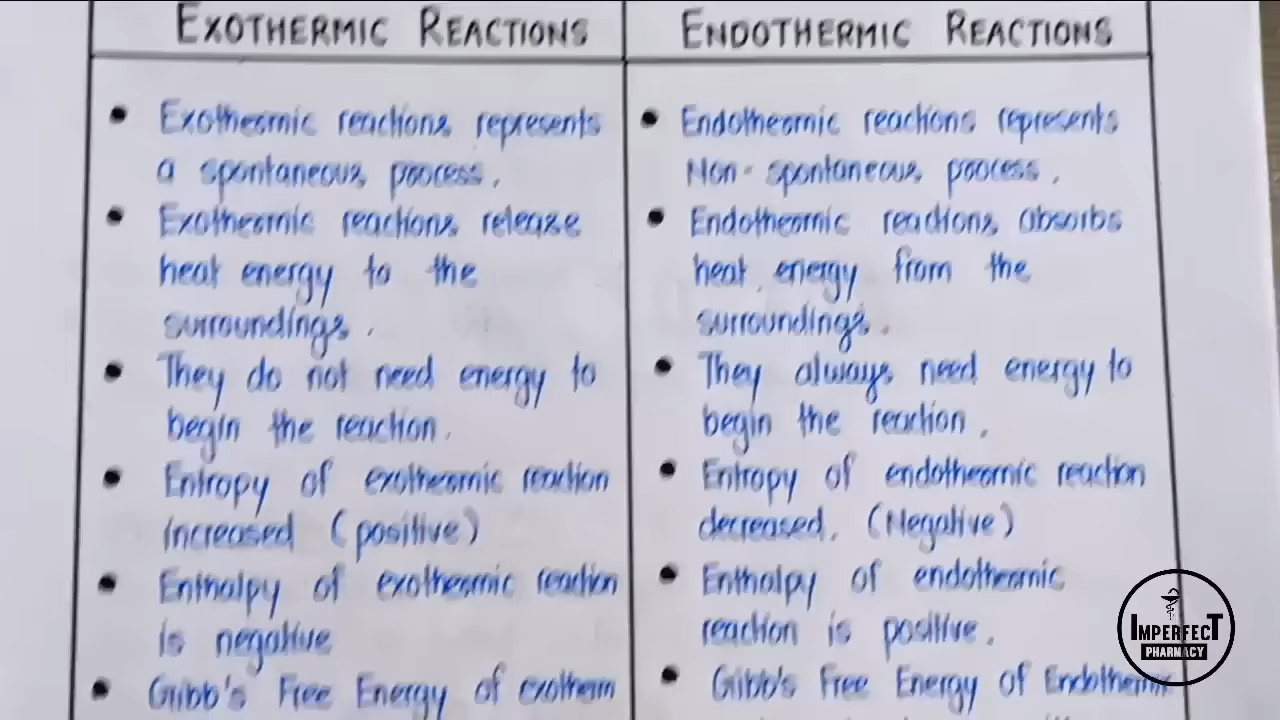 EXOTHERMIC REACTIONS
Exothermic reactions represents
a spontaneous process.
Exothermic reactions release
heat energy to the
surroundings.
They do not need energy to
begin the reaction.
Entropy of exothermic reaction
increased (positive)
Enthalpy of exothermic reaction
is negative
Gibb's Free Energy of exotherm
ENDOTHERMIC REACTIONS
Endothermic reactions represents
Non-spontaneous process.
Endothermic reactions absorbs
heat energy from the
surroundings.
They always need energy to
begin the reaction.
Entropy of endothermic reaction
decreased. (Negative)
Enthalpy of endothermic
reaction is positive.
Gibb's Free Energy of Endothermic
IMPERFECT
PHARMACY